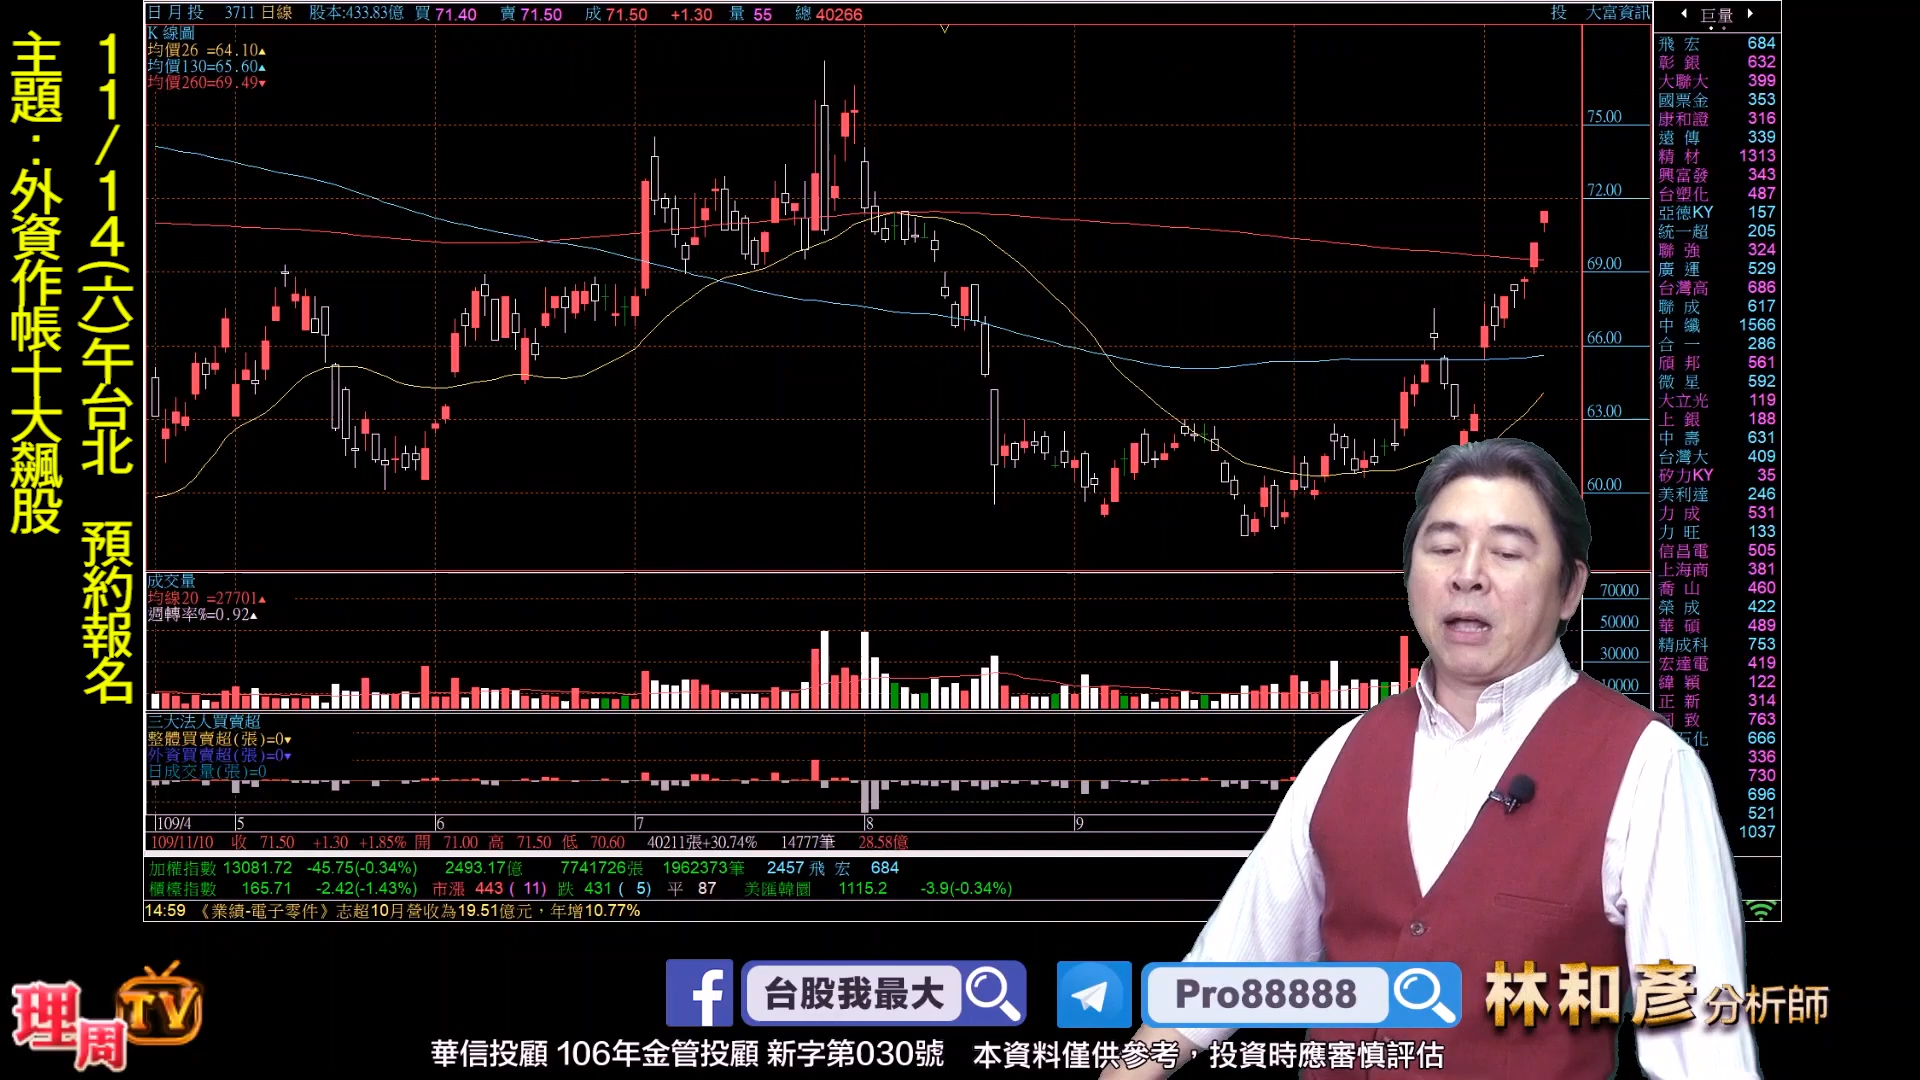 11/14(六)午台北 預約報名
主題：外資作帳十大飆股
日月投 3711 日線 股本:433.83億 買 71.40 賣 71.50 成 71.50 +1.30 量 55 總 40266 投 大富資訊
K 線圖
均價26 =64.10▲
均價130=65.60▲
均價260=69.49▼
75.00
72.00
69.00
66.00
63.00
60.00
成交量
均線20 =27701▲
週轉率%=0.92▲
70000
50000
30000
10000
三大法人買賣超
整體買賣超(張)=0▼
外資買賣超(張)=0▼
日成交量(張)=0
109/4 5 6 7 8 9
109/11/10 收 71.50 +1.30 +1.85% 開 71.00 高 71.50 低 70.60 40211張+30.74% 14777筆 28.58億
加權指數 13081.72 -45.75(-0.34%) 2493.17億 7741726張 1962373筆 2457 飛宏 684
櫃檯指數 165.71 -2.42(-1.43%) 市漲 443 ( 11) 跌 431 ( 5) 平 87 美匯韓圜 1115.2 -3.9(-0.34%)
14:59 《業績-電子零件》志超10月營收為19.51億元，年增10.77%
巨量
飛宏 684
彰銀 632
大聯大 399
國票金 353
康和證 316
遠傳 339
精材 1313
興富發 343
台塑化 487
亞德KY 157
統一超 205
聯強 324
廣運 529
台灣高 686
聯成 617
中纖 1566
合一 286
頎邦 561
微星 592
大立光 119
上銀 188
中壽 631
台灣大 409
矽力KY 35
美利達 246
力成 531
力旺 133
信昌電 505
上海商 381
喬山 460
榮成 422
華碩 489
精成科 753
宏達電 419
緯穎 122
正新 314
致 763
石化 666
336
730
696
521
1037
理周TV
台股我最大
Pro88888
林和彥分析師
華信投顧 106年金管投顧 新字第030號 本資料僅供參考，投資時應審慎評估